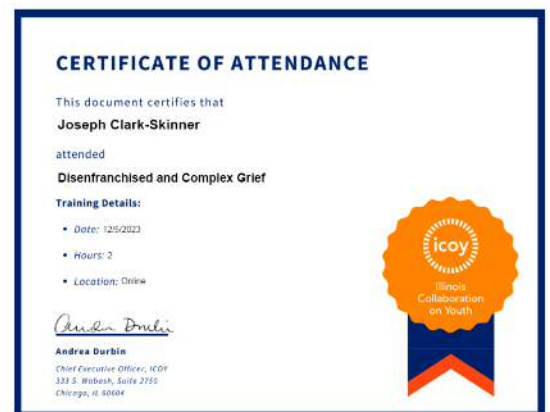 CERTIFICATE OF ATTENDANCE
This document certifies that
Joseph Clark-Skinner
attended
Disenfranchised and Complex Grief
Training Details:
• Date: 12/5/2023
• Hours: 2
• Location: Online
icoy
Illinois
Collaboration
on Youth
Andrea Durbin
Andrea Durbin
Chief Executive Officer, ICOY
333 S. Wabash, Suite 2750
Chicago, IL 60604